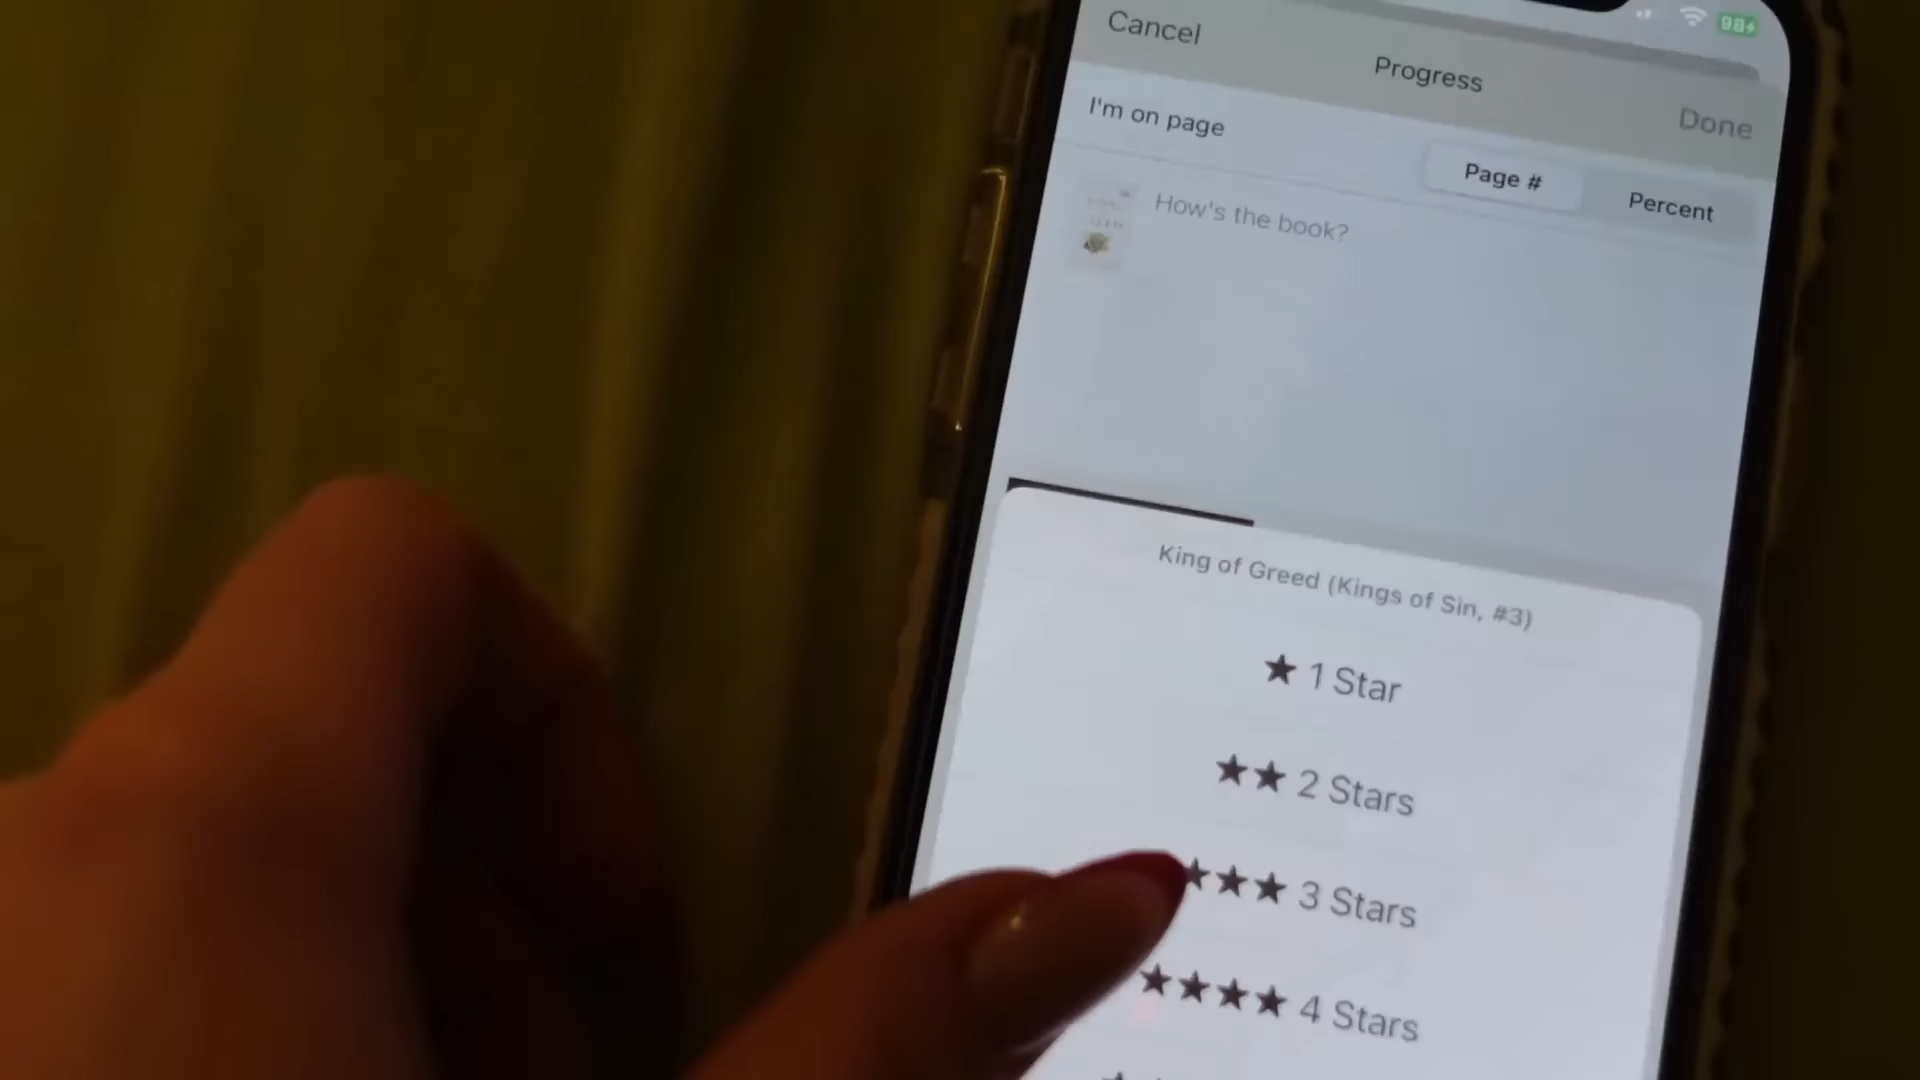 98
Cancel
Progress
Done
I'm on page
Page #
Percent
How's the book?
King of Greed (Kings of Sin, #3)
★ 1 Star
★★ 2 Stars
★★★ 3 Stars
★★★★ 4 Stars